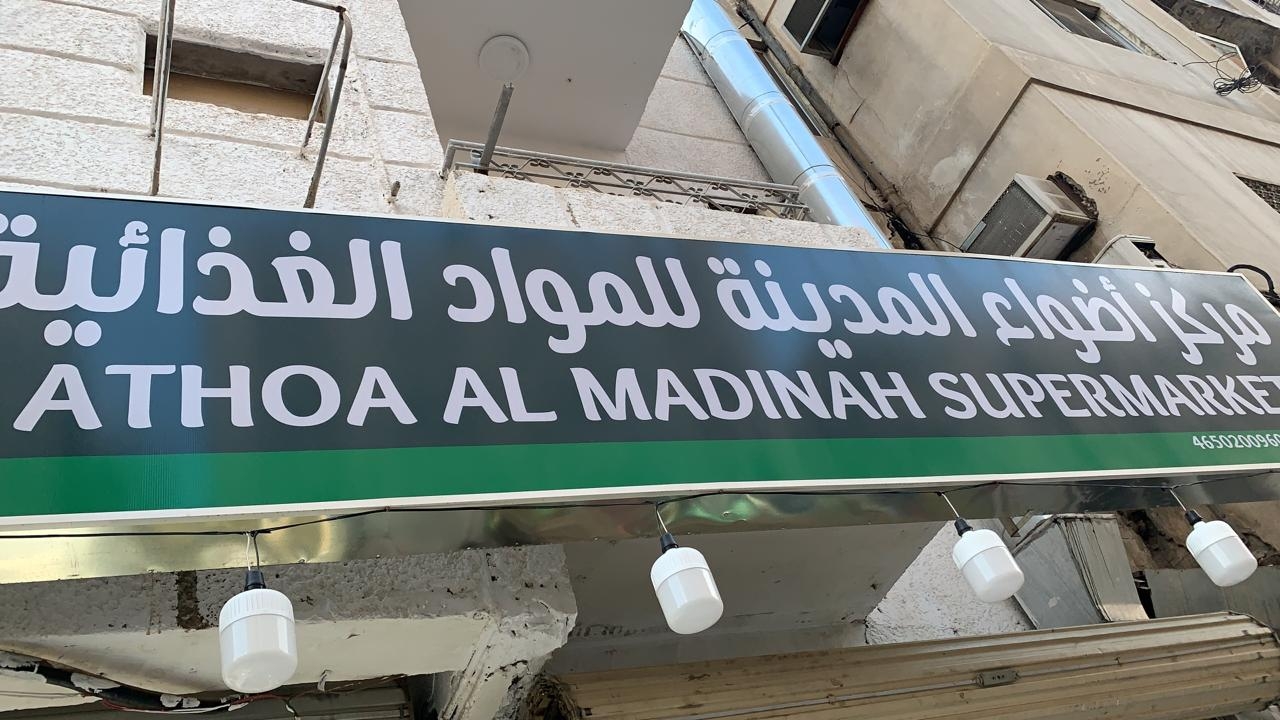 مركز أضواء المدينة للمواد الغذائية
ATHOA AL MADINAH SUPERMARKET